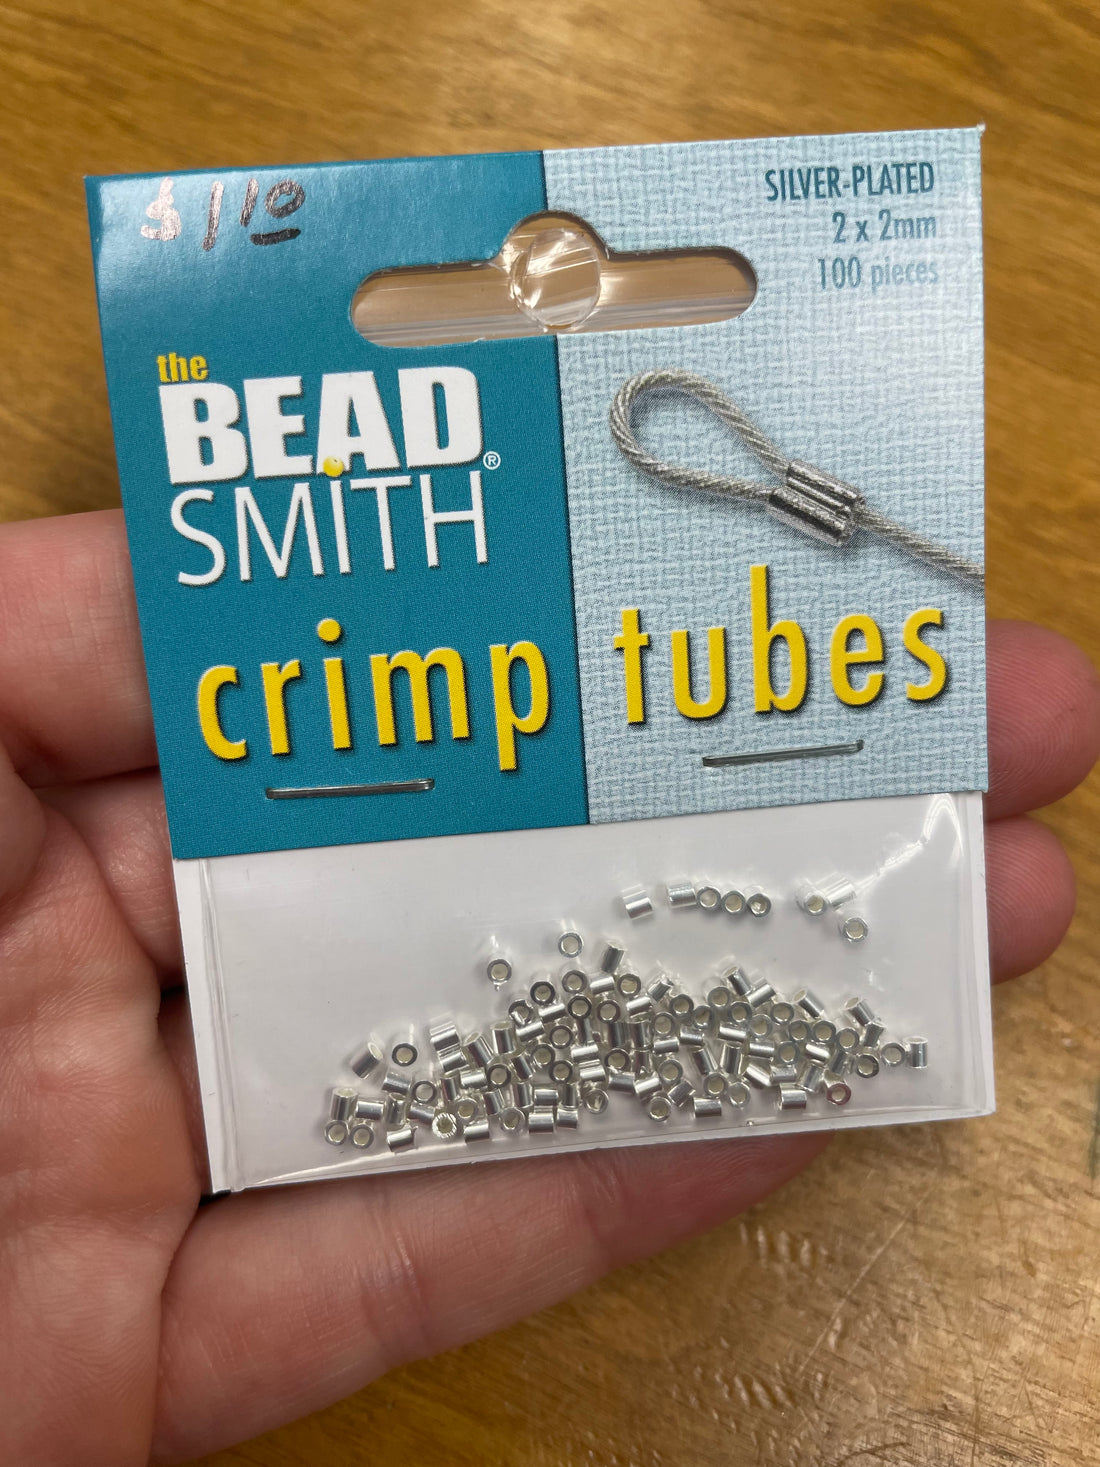 $1 10
SILVER-PLATED
2 x 2mm
100 pieces
the
BEAD®
SMITH
crimp tubes